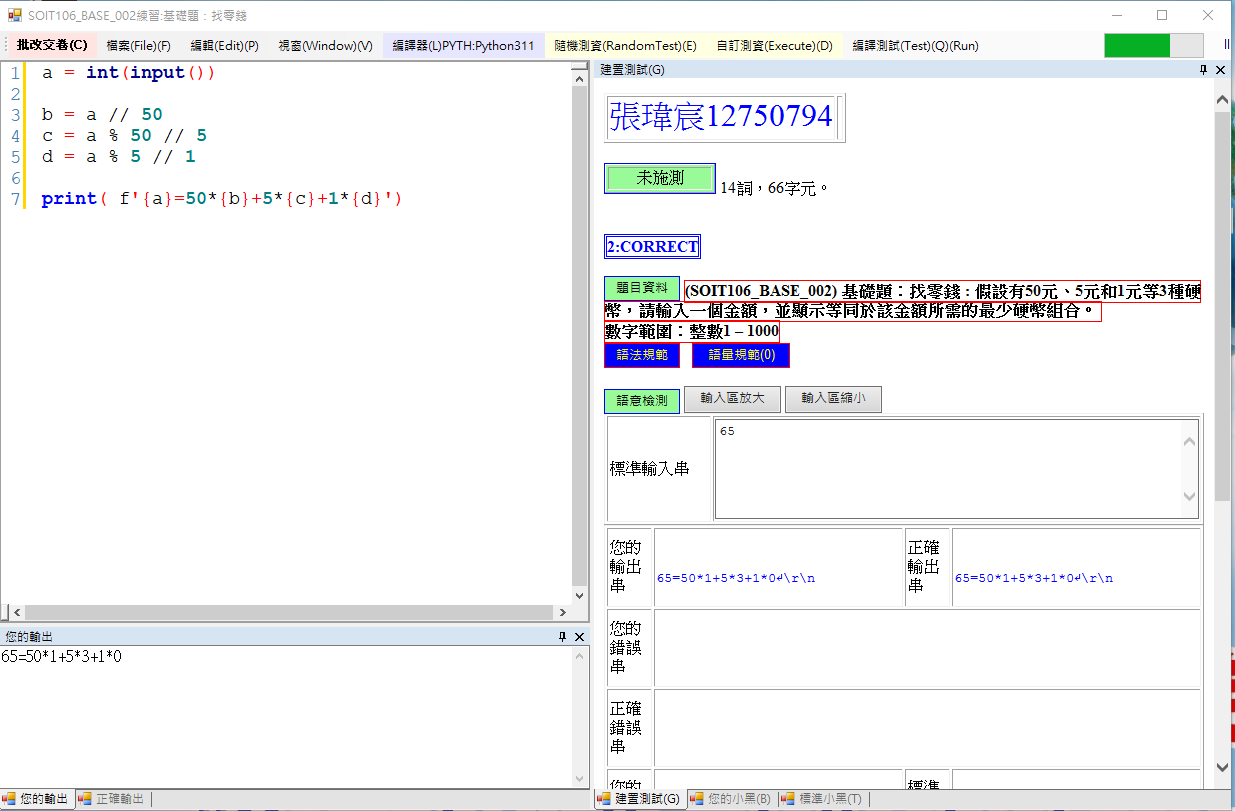 SOIT106_BASE_002練習:基礎題：找零錢
批改交卷(C) 檔案(File)(F) 編輯(Edit)(P) 視窗(Window)(V) 編譯器(L)PYTH:Python311 隨機測資(RandomTest)(E) 自訂測資(Execute)(D) 編譯測試(Test)(Q)(Run)
1 a = int(input())
2
3 b = a // 50
4 c = a % 50 // 5
5 d = a % 5 // 1
6
7 print( f'{a}=50*{b}+5*{c}+1*{d}')
您的輸出
65=50*1+5*3+1*0
您的輸出 正確輸出
建置測試(G)
張瑋宸12750794
未施測 14詞，66字元。
2:CORRECT
題目資料 (SOIT106_BASE_002) 基礎題：找零錢 : 假設有50元、5元和1元等3種硬
幣，請輸入一個金額，並顯示等同於該金額所需的最少硬幣組合。
數字範圍：整數1 – 1000
語法規範 語量規範(0)
語意檢測 輸入區放大 輸入區縮小
標準輸入串 65
您的
輸出
串
65=50*1+5*3+1*0↵\r\n
正確
輸出
串
65=50*1+5*3+1*0↵\r\n
您的
錯誤
串
正確
錯誤
串
您的 標準
建置測試(G) 您的小黑(B) 標準小黑(T)